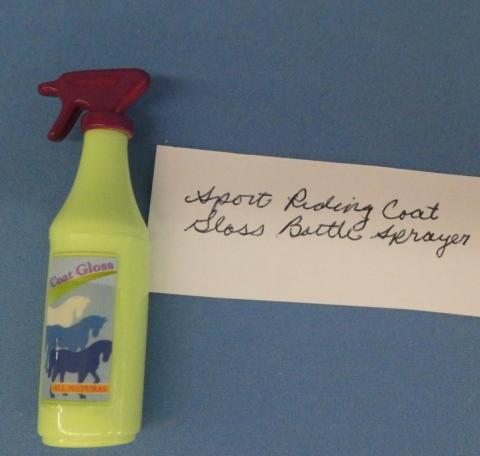 Sport Riding Coat
Gloss Bottle Sprayer
Coat Gloss
ALL NATURAL